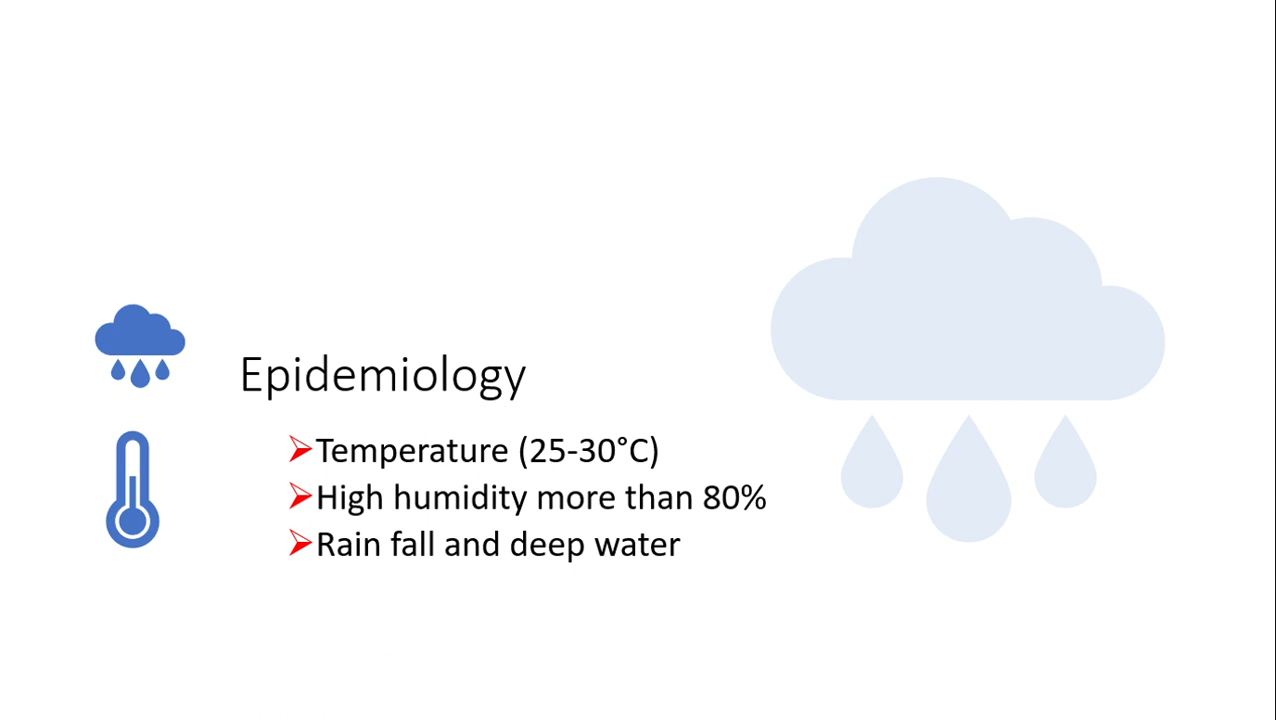 Epidemiology
Temperature (25-30°C)
High humidity more than 80%
Rain fall and deep water